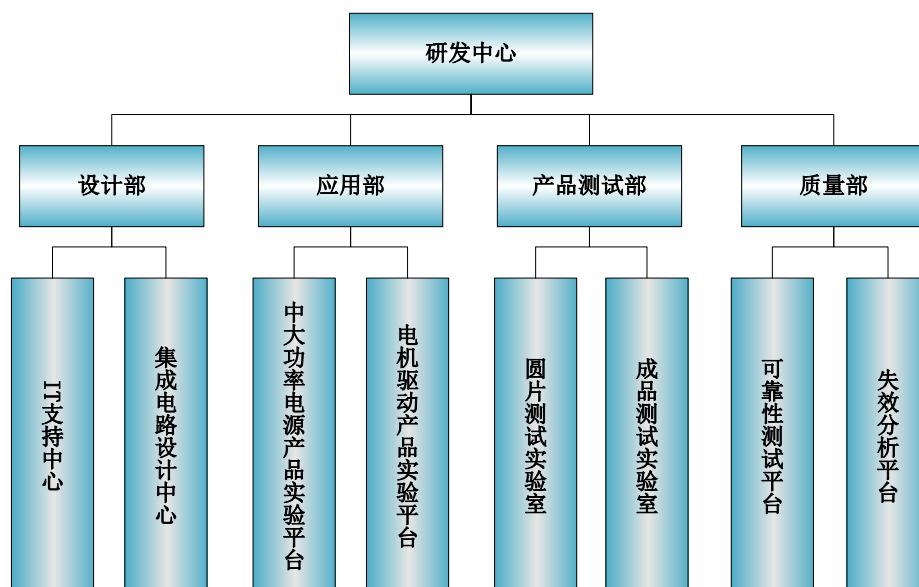 研发中心
设计部
应用部
产品测试部
质量部
IT支持中心
集成电路设计中心
中大功率电源产品实验平台
电机驱动产品实验平台
圆片测试实验室
成品测试实验室
可靠性测试平台
失效分析平台